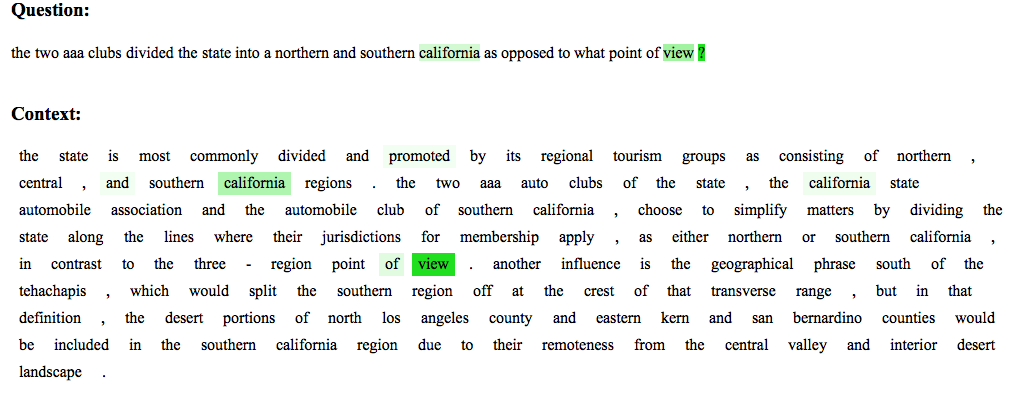 Question:
the two aaa clubs divided the state into a northern and southern california as opposed to what point of view ?
Context:
the state is most commonly divided and promoted by its regional tourism groups as consisting of northern ,
central , and southern california regions . the two aaa auto clubs of the state , the california state
automobile association and the automobile club of southern california , choose to simplify matters by dividing the
state along the lines where their jurisdictions for membership apply , as either northern or southern california ,
in contrast to the three - region point of view . another influence is the geographical phrase south of the
tehachapis , which would split the southern region off at the crest of that transverse range , but in that
definition , the desert portions of north los angeles county and eastern kern and san bernardino counties would
be included in the southern california region due to their remoteness from the central valley and interior desert
landscape .